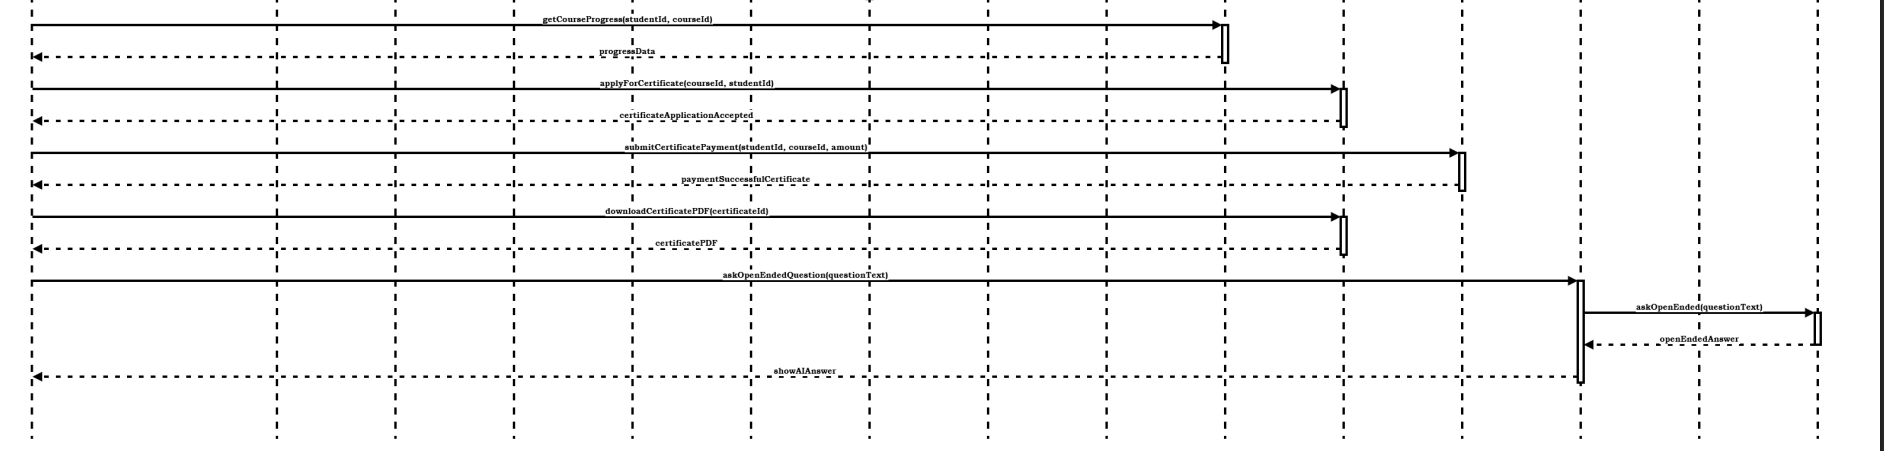 getCourseProgress(studentId, courseId)
progressData
applyForCertificate(courseId, studentId)
certificateApplicationAccepted
submitCertificatePayment(studentId, courseId, amount)
paymentSuccessfulCertificate
downloadCertificatePDF(certificateId)
certificatePDF
askOpenEndedQuestion(questionText)
askOpenEnded(questionText)
openEndedAnswer
showAIAnswer